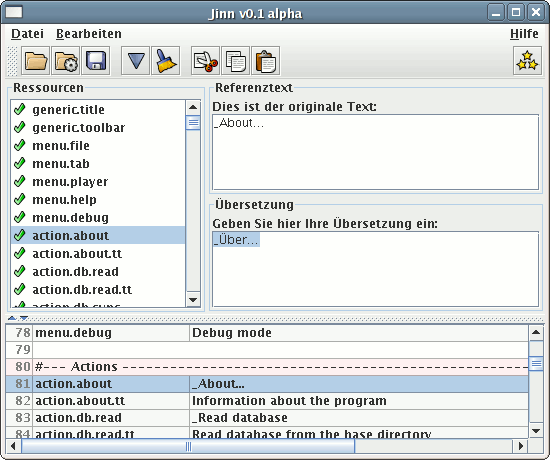 Jinn v0.1 alpha
Datei Bearbeiten Hilfe
Ressourcen
generic.title
generic.toolbar
menu.file
menu.tab
menu.player
menu.help
menu.debug
action.about
action.about.tt
action.db.read
action.db.read.tt
action.db.sync
Referenztext
Dies ist der originale Text:
_About...
Übersetzung
Geben Sie hier Ihre Übersetzung ein:
_Über...
78 menu.debug Debug mode
79
80 #--- Actions ----------------------------------------------------
81 action.about _About...
82 action.about.tt Information about the program
83 action.db.read _Read database
84 action.db.read.tt Read database from the base directory